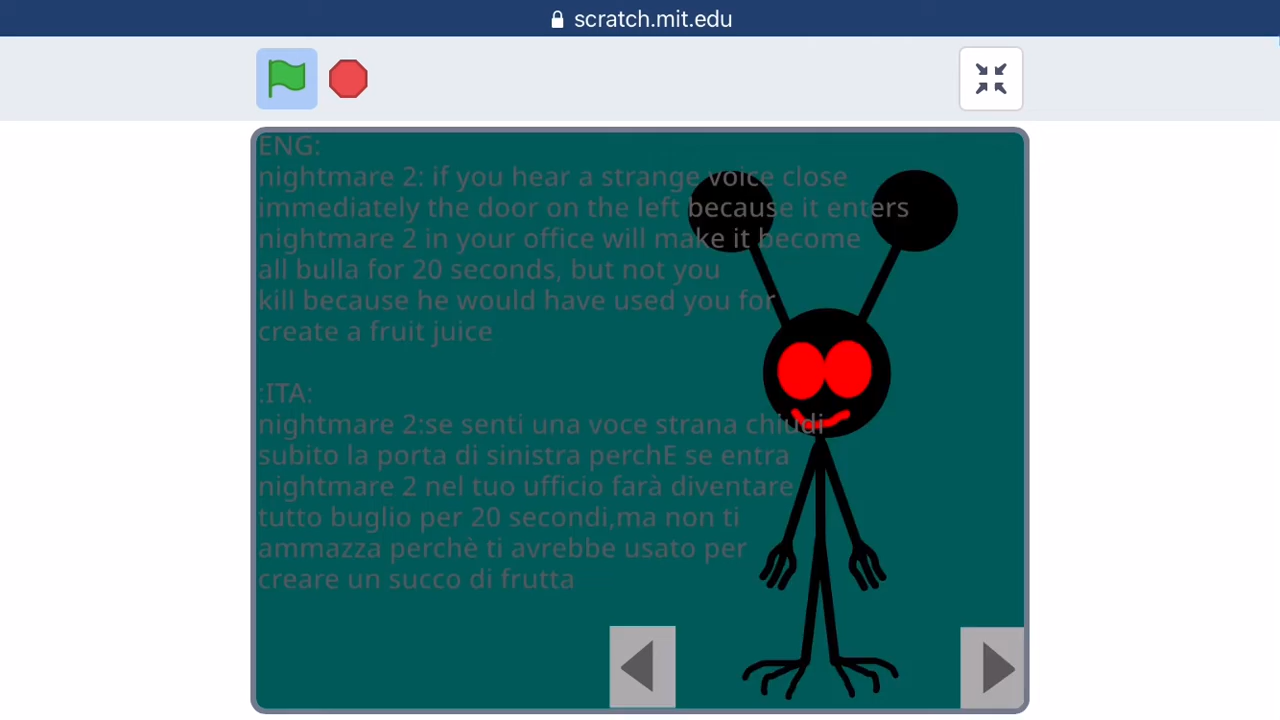 scratch.mit.edu
ENG:
nightmare 2: if you hear a strange voice close
immediately the door on the left because it enters
nightmare 2 in your office will make it become
all bulla for 20 seconds, but not you
kill because he would have used you for
create a fruit juice
:ITA:
nightmare 2:se senti una voce strana chiudi
subito la porta di sinistra perchE se entra
nightmare 2 nel tuo ufficio farà diventare
tutto buglio per 20 secondi,ma non ti
ammazza perchè ti avrebbe usato per
creare un succo di frutta